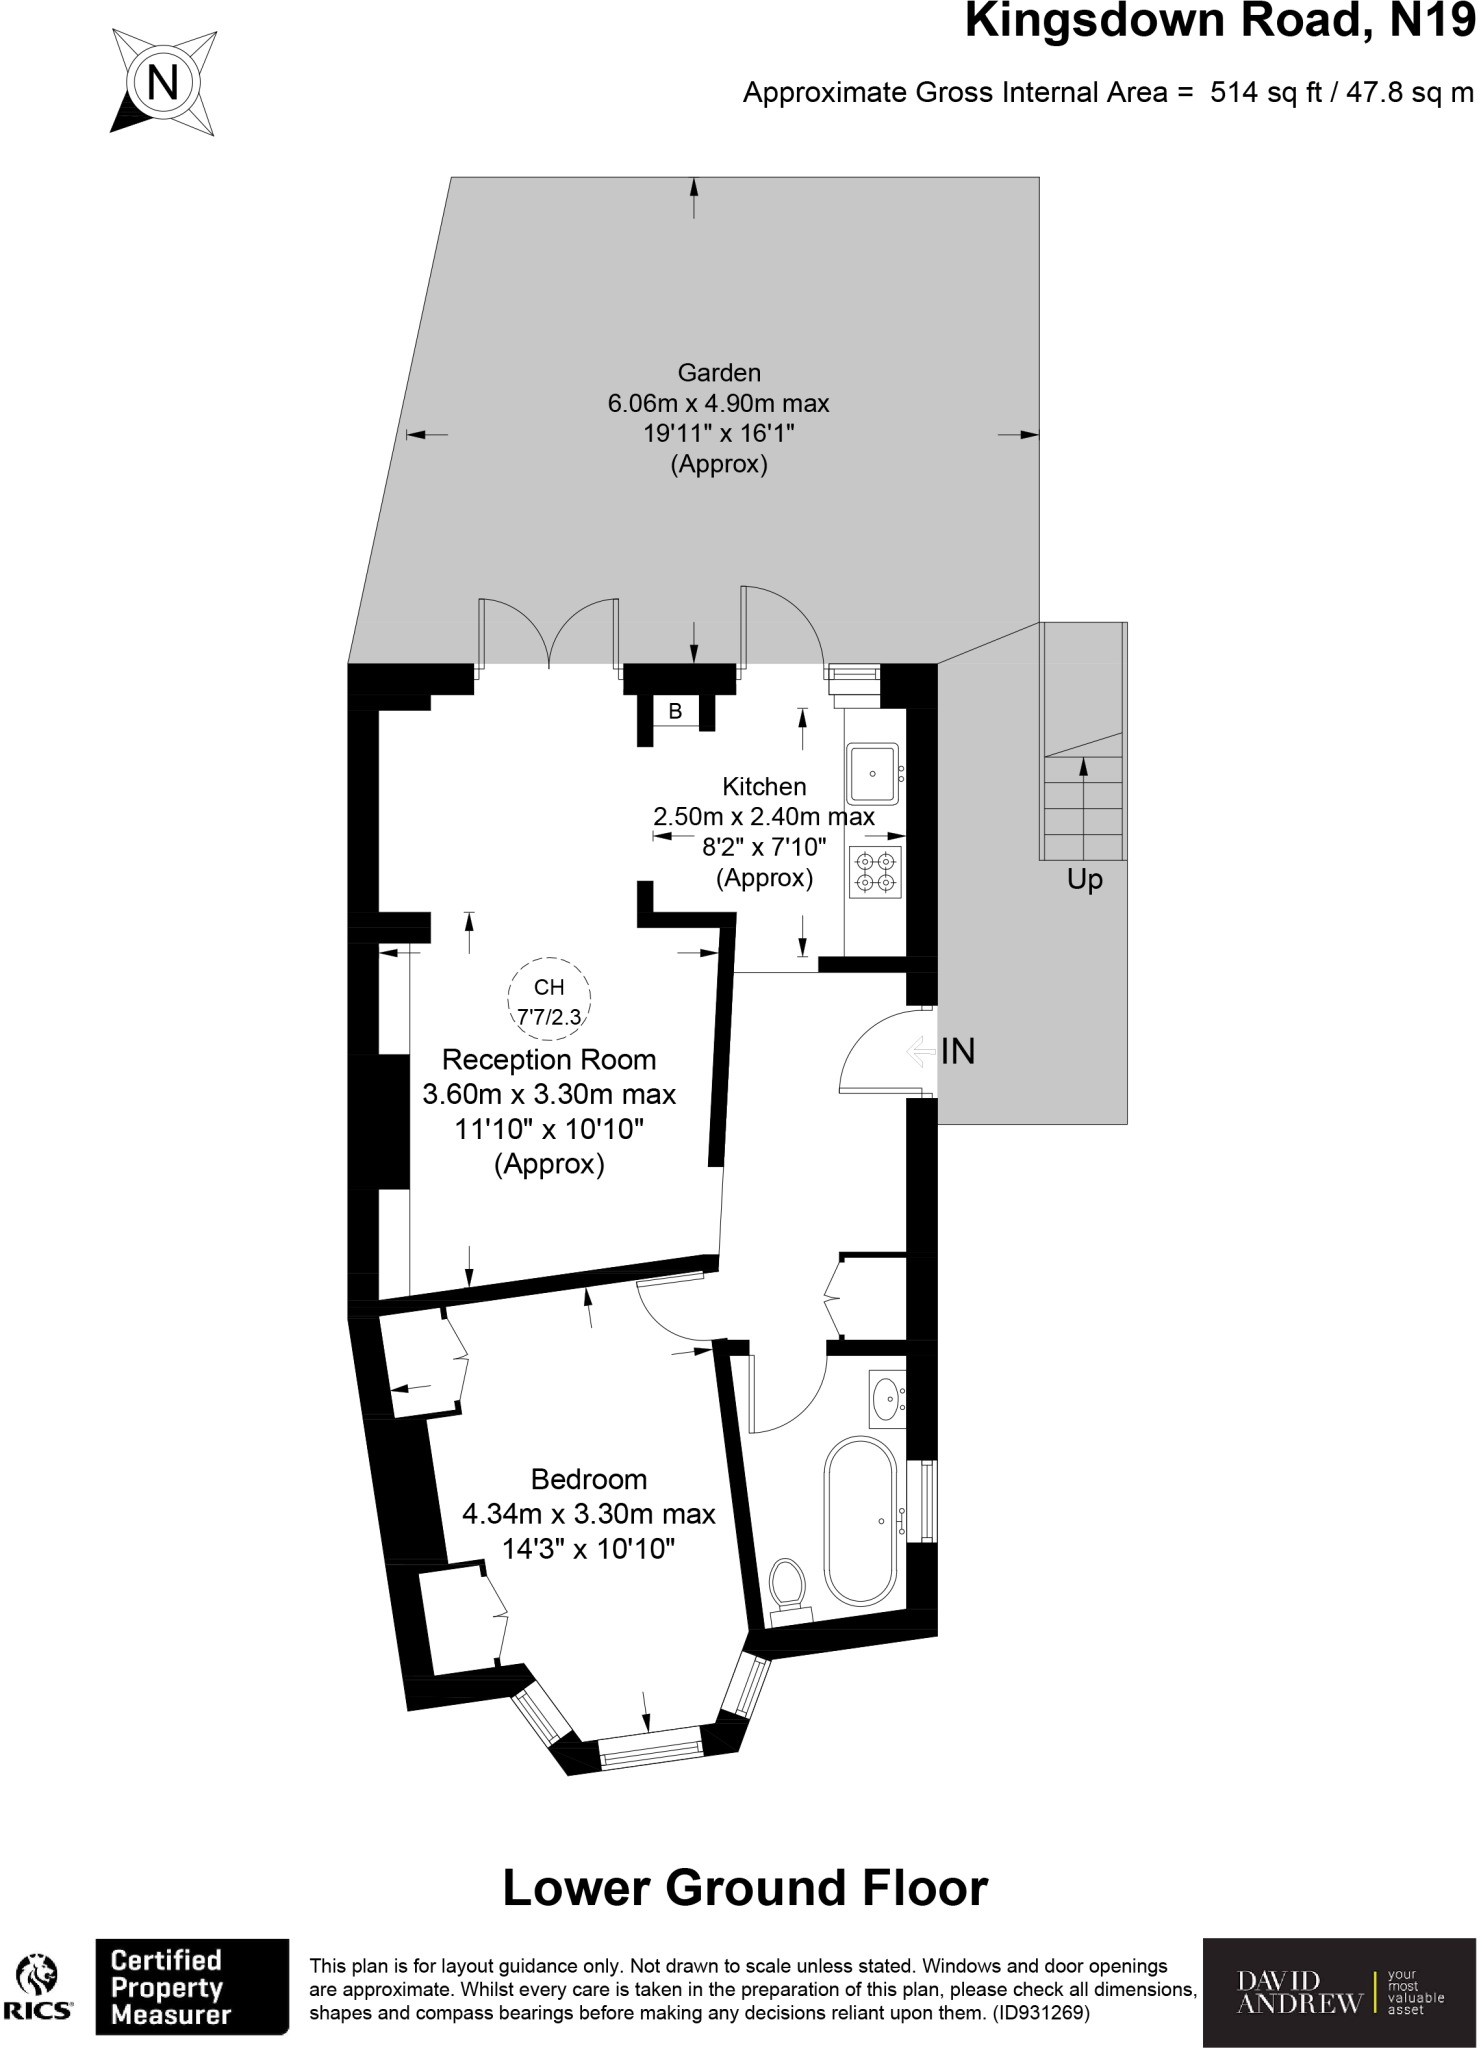 Kingsdown Road, N19
Approximate Gross Internal Area = 514 sq ft / 47.8 sq m
N
Garden
6.06m x 4.90m max
19'11" x 16'1"
(Approx)
B
Kitchen
2.50m x 2.40m max
8'2" x 7'10"
(Approx)
Up
CH
7'7/2.3
IN
Reception Room
3.60m x 3.30m max
11'10" x 10'10"
(Approx)
Bedroom
4.34m x 3.30m max
14'3" x 10'10"
Lower Ground Floor
RICS
Certified
Property
Measurer
This plan is for layout guidance only. Not drawn to scale unless stated. Windows and door openings
are approximate. Whilst every care is taken in the preparation of this plan, please check all dimensions,
shapes and compass bearings before making any decisions reliant upon them. (ID931269)
DAVID
ANDREW
your
most
valuable
asset